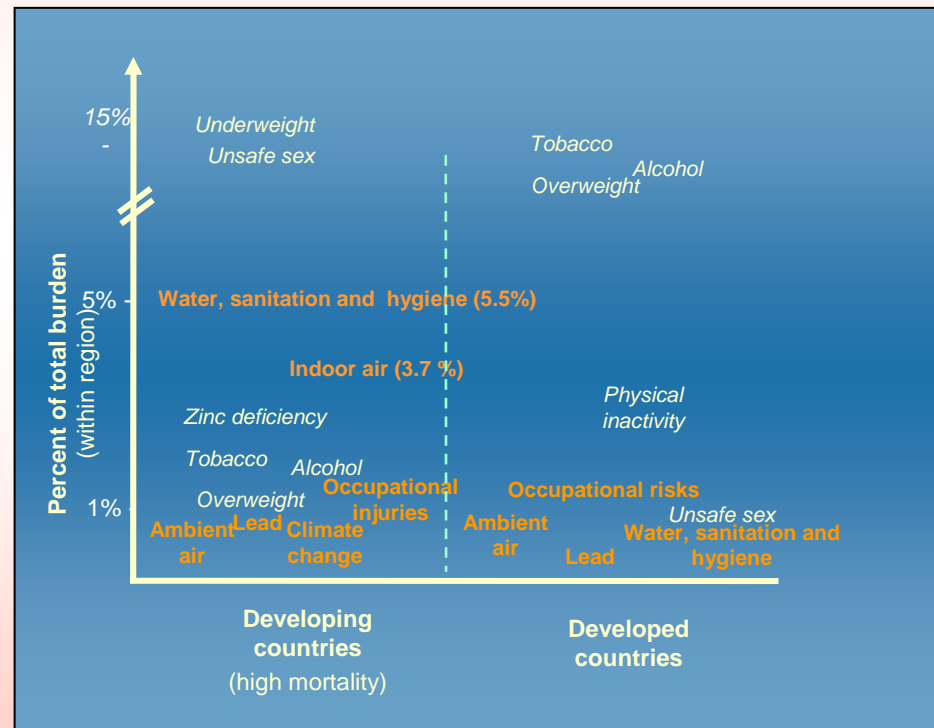 15%
-
Underweight
Unsafe sex
Tobacco
Alcohol
Overweight
Percent of total burden
(within region)
5% -
Water, sanitation and hygiene (5.5%)
Indoor air (3.7 %)
Zinc deficiency
Physical
inactivity
Tobacco
Alcohol
Overweight
Occupational
injuries
Occupational risks
1% -
Unsafe sex
Ambient
air
Lead
Climate
change
Ambient
air
Lead
Water, sanitation and
hygiene
Developing
countries
(high mortality)
Developed
countries